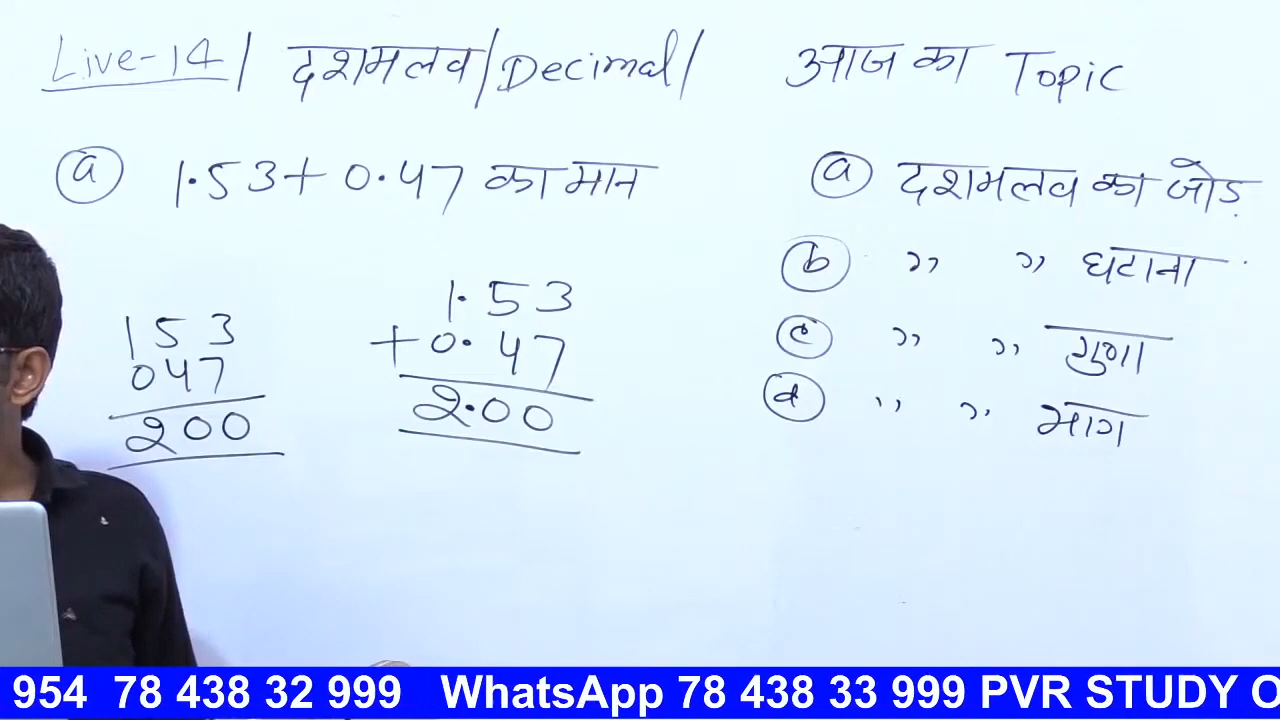 Live-14/ दशमलव/Decimal/
आज का Topic
(a) 1.53+0.47 का मान
153
047
200
1.53
+0.47
2.00
(a) दशमलव का जोड़
(b) ,, ,, घटाना
(c) ,, ,, गुणा
(d) ,, ,, भाग
954 78 438 32 999 WhatsApp 78 438 33 999 PVR STUDY O